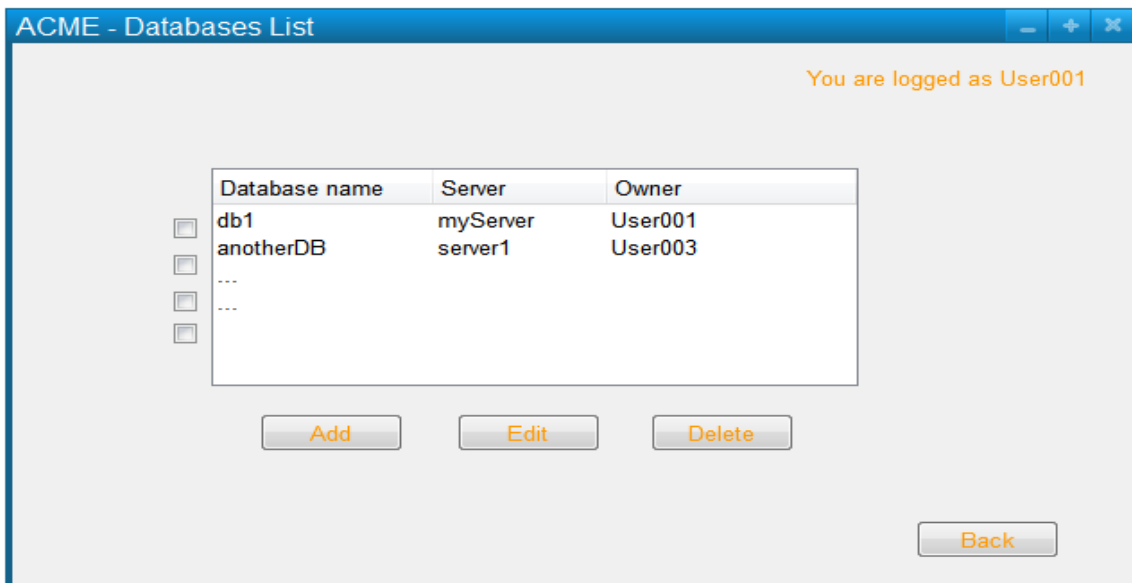 ACME - Databases List
You are logged as User001
Database name Server Owner
db1 myServer User001
anotherDB server1 User003
---
---
Add Edit Delete
Back